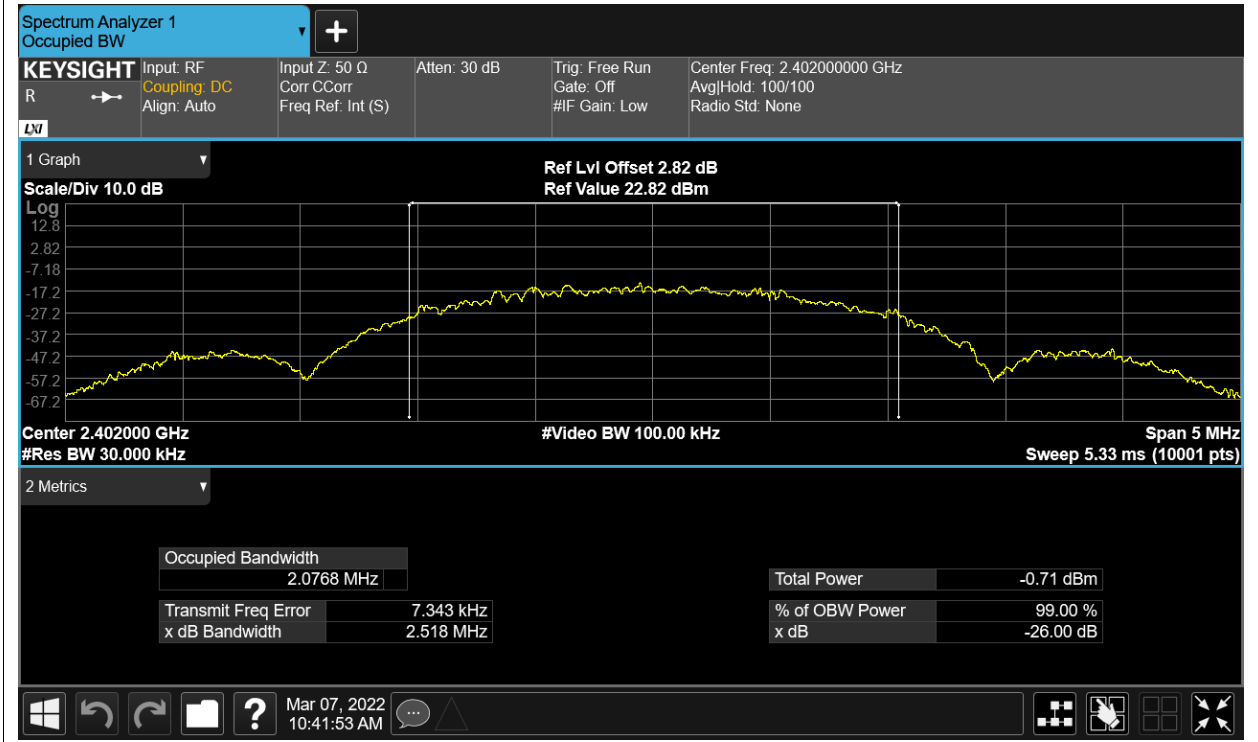 Spectrum Analyzer 1
Occupied BW
KEYSIGHT
R
LXI
Input: RF
Coupling: DC
Align: Auto
Input Z: 50 Ω
Corr CCorr
Freq Ref: Int (S)
Atten: 30 dB
Trig: Free Run
Gate: Off
#IF Gain: Low
Center Freq: 2.402000000 GHz
Avg|Hold: 100/100
Radio Std: None
1 Graph
Scale/Div 10.0 dB
Ref Lvl Offset 2.82 dB
Ref Value 22.82 dBm
Log
12.8
2.82
-7.18
-17.2
-27.2
-37.2
-47.2
-57.2
-67.2
Center 2.402000 GHz
#Video BW 100.00 kHz
Span 5 MHz
#Res BW 30.000 kHz
Sweep 5.33 ms (10001 pts)
2 Metrics
Occupied Bandwidth
2.0768 MHz
Total Power -0.71 dBm
Transmit Freq Error 7.343 kHz
% of OBW Power 99.00 %
x dB Bandwidth 2.518 MHz
x dB -26.00 dB
?
Mar 07, 2022
10:41:53 AM